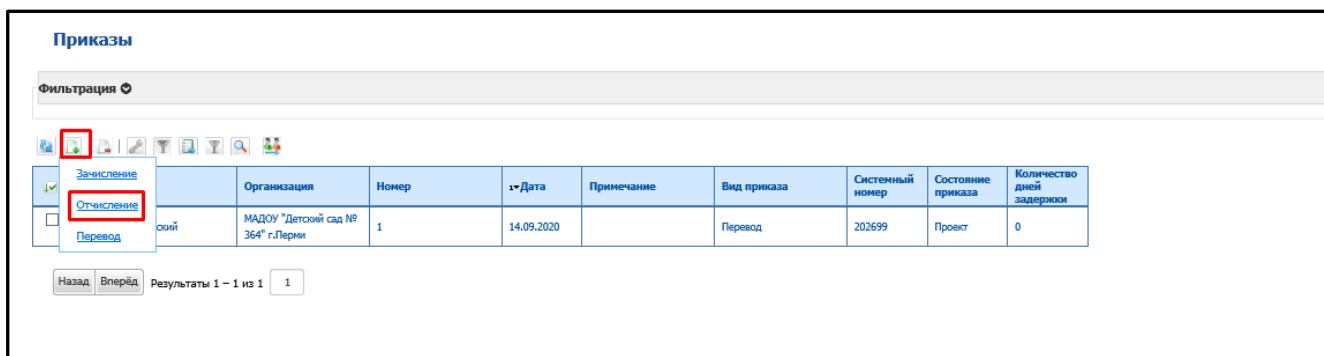 Приказы
Фильтрация
Зачисление
Отчисление
Перевод
Организация
Номер
1 Дата
Примечание
Вид приказа
Системный
номер
Состояние
приказа
Количество
дней
задержки
ский
МАДОУ "Детский сад №
364" г.Перми
1
14.09.2020
Перевод
202699
Проект
0
Назад Вперёд Результаты 1 – 1 из 1 1